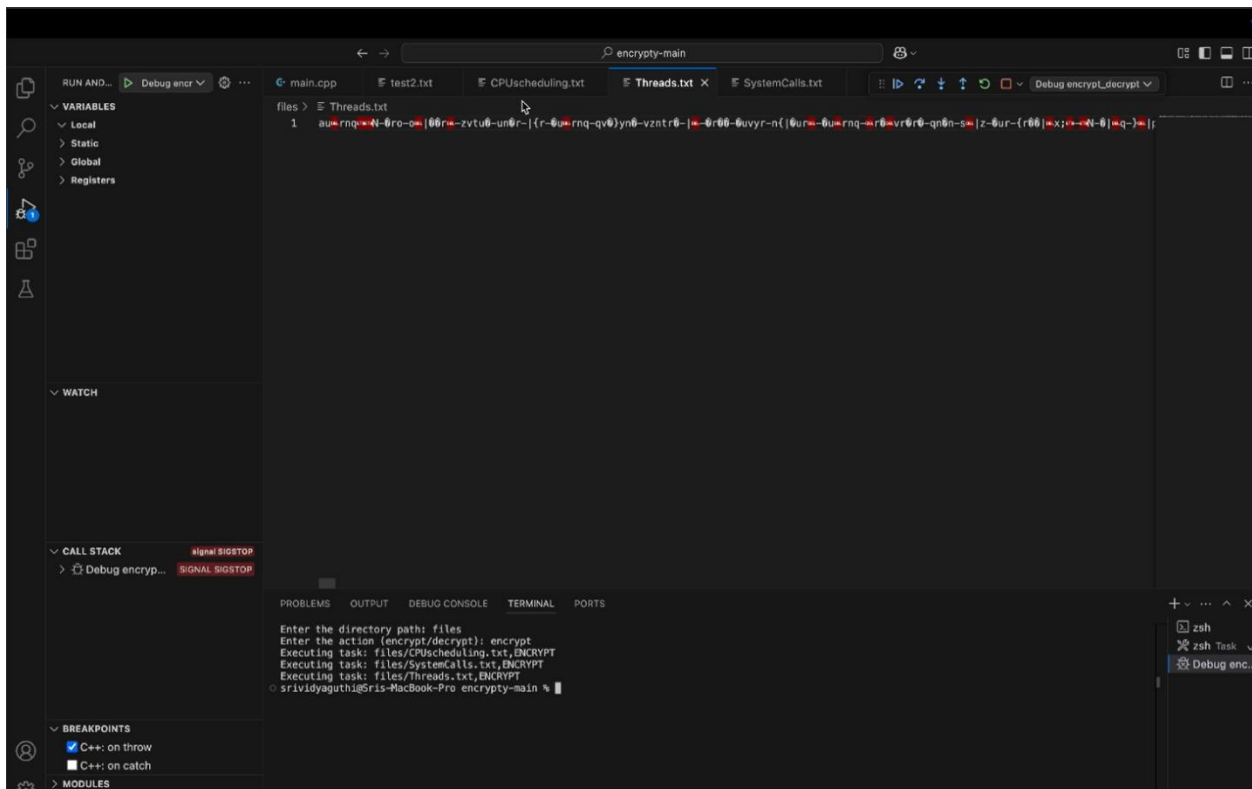 encrypty-main
RUN AND... Debug encr
main.cpp test2.txt CPUscheduling.txt Threads.txt SystemCalls.txt Debug encrypt_decrypt
VARIABLES
Local
Static
Global
Registers
files > Threads.txt
1
WATCH
CALL STACK signal SIGSTOP
Debug encryp... SIGNAL SIGSTOP
PROBLEMS OUTPUT DEBUG CONSOLE TERMINAL PORTS
Enter the directory path: files
Enter the action (encrypt/decrypt): encrypt
Executing task: files/CPUscheduling.txt,ENCRYPT
Executing task: files/SystemCalls.txt,ENCRYPT
Executing task: files/Threads.txt,ENCRYPT
srividyaguthi@Sris-MacBook-Pro encrypty-main %
zsh
zsh Task
Debug enc...
BREAKPOINTS
C++: on throw
C++: on catch
MODULES